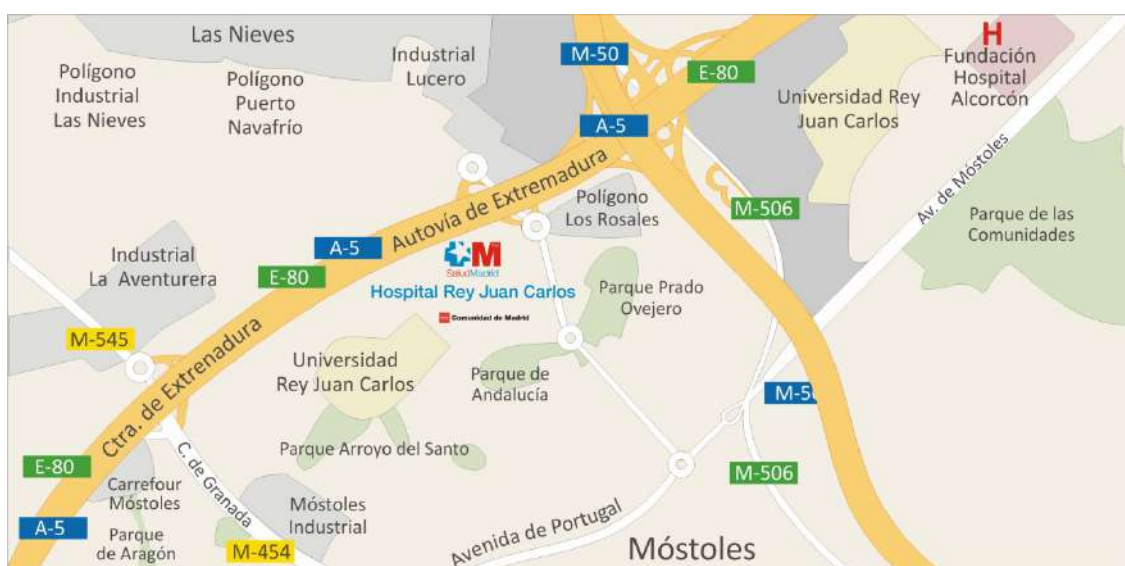 Las Nieves
Polígono
Industrial
Las Nieves
Polígono
Puerto
Navafrío
Industrial
Lucero
M-50
E-80
A-5
Universidad Rey
Juan Carlos
H
Fundación
Hospital
Alcorcón
Av. de Móstoles
Parque de las
Comunidades
M-506
Polígono
Los Rosales
Autovía de Extremadura
A-5
E-80
Industrial
La Aventurera
M
SaludMadrid
Hospital Rey Juan Carlos
Comunidad de Madrid
Parque Prado
Ovejero
M-545
Ctra. de Extrenadura
Universidad
Rey Juan Carlos
Parque de
Andalucía
M-50
Parque Arroyo del Santo
E-80
C. de Granada
Carrefour
Móstoles
M-506
Móstoles
Industrial
A-5
Parque
de Aragón
M-454
Avenida de Portugal
Móstoles